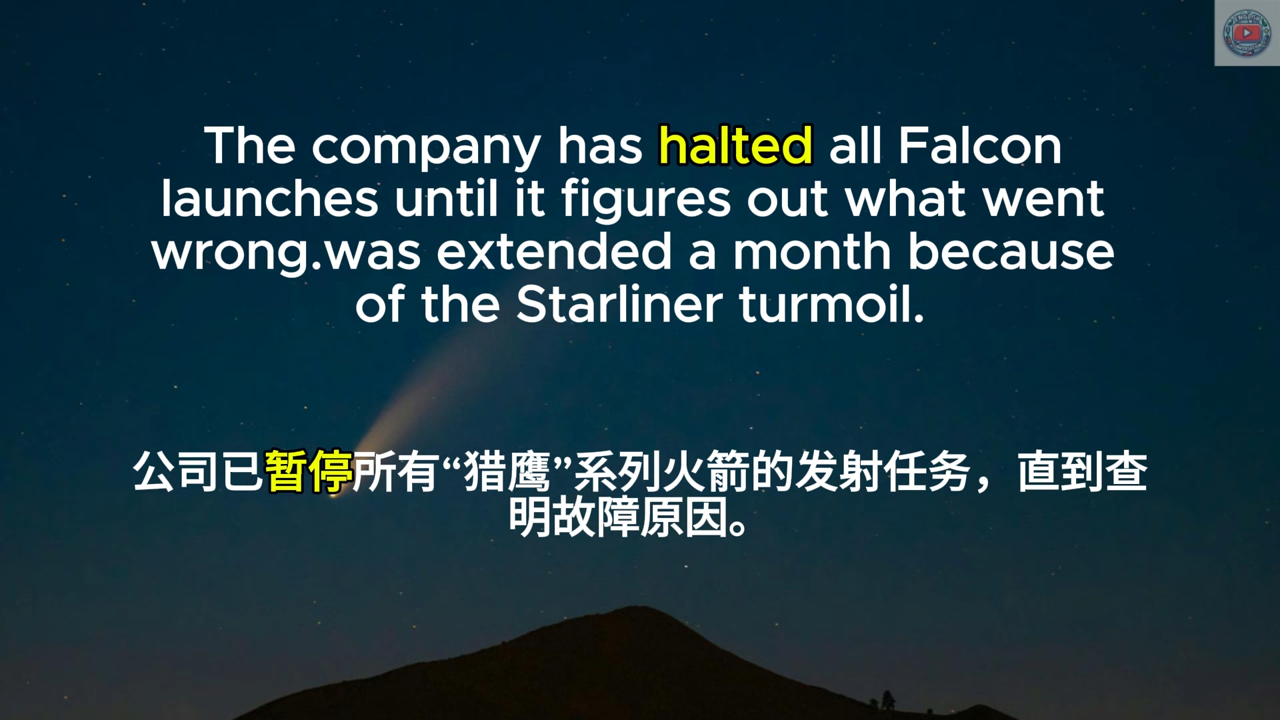 The company has halted all Falcon
launches until it figures out what went
wrong.was extended a month because
of the Starliner turmoil.
公司已暂停所有“猎鹰”系列火箭的发射任务，直到查
明故障原因。